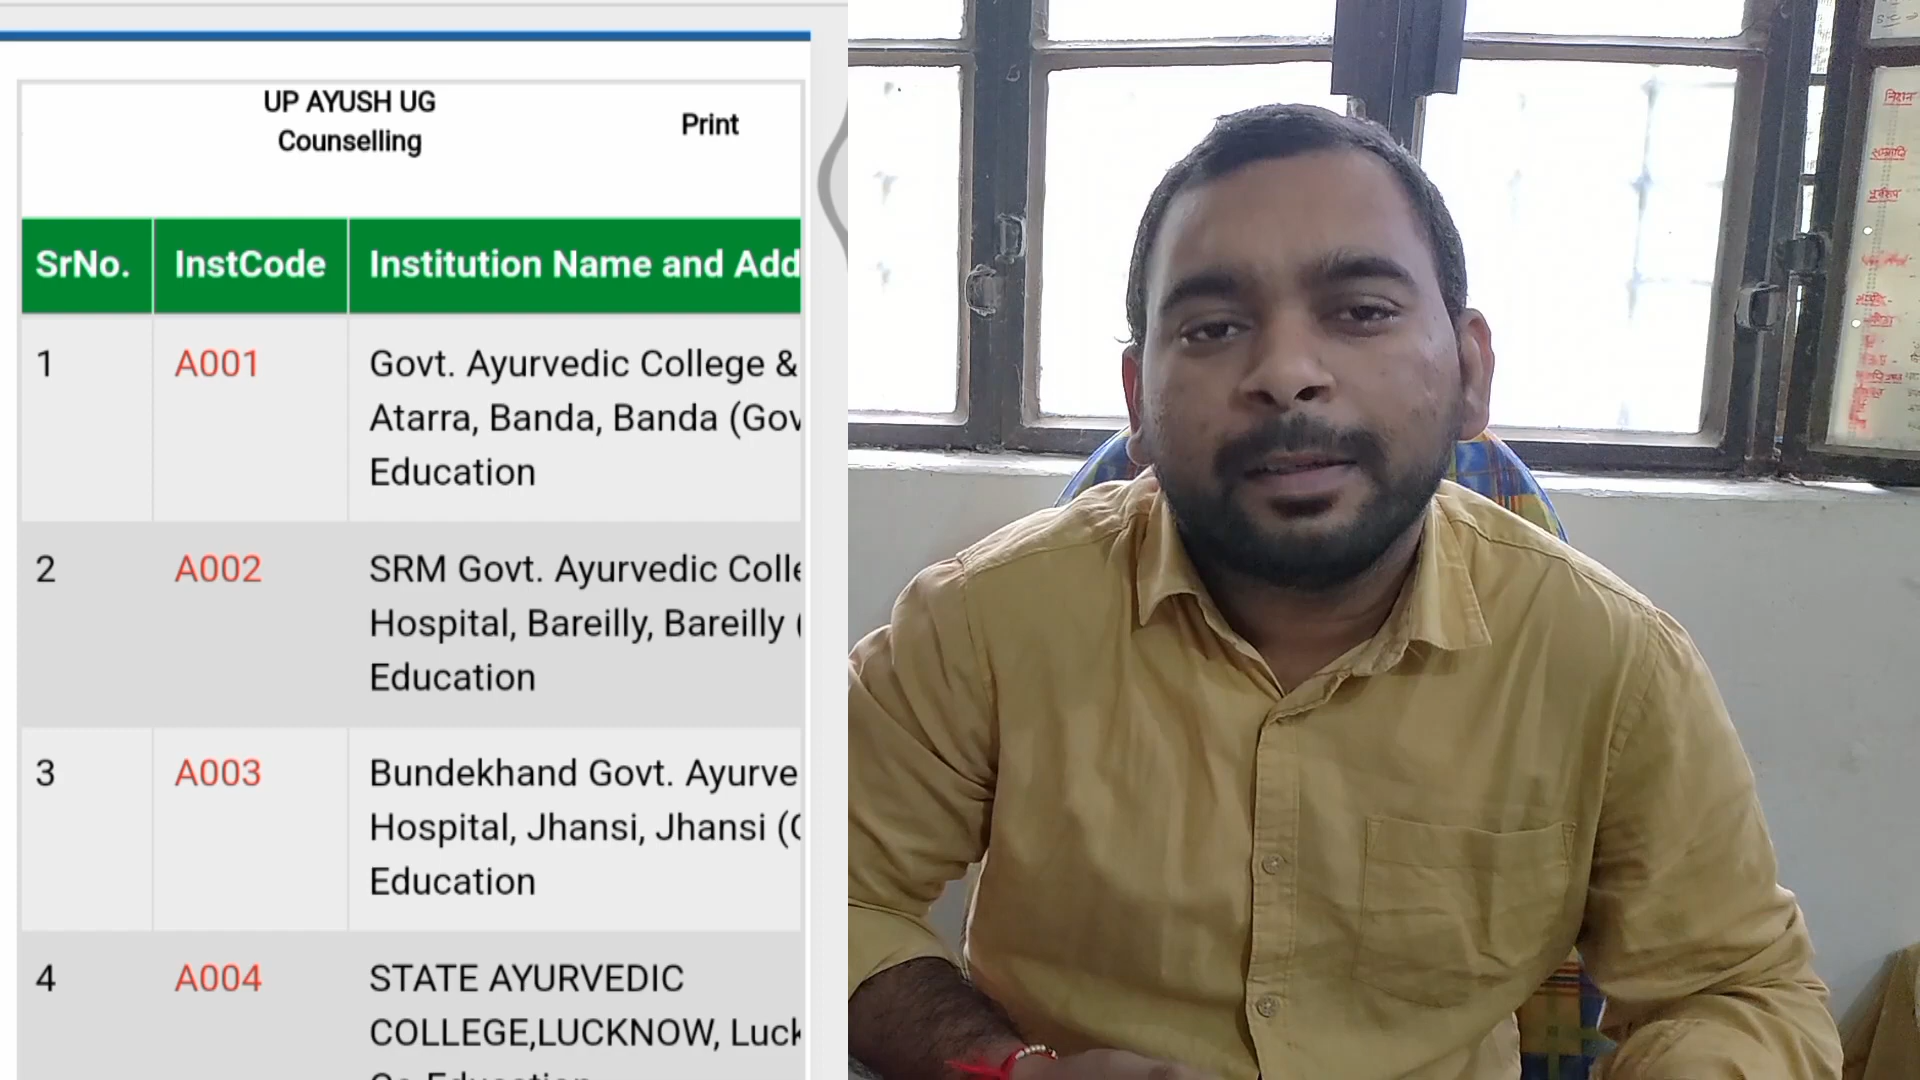 UP AYUSH UG
Counselling
Print
SrNo. InstCode Institution Name and Add
1 A001 Govt. Ayurvedic College &
Atarra, Banda, Banda (Gov
Education
2 A002 SRM Govt. Ayurvedic Colle
Hospital, Bareilly, Bareilly (
Education
3 A003 Bundekhand Govt. Ayurve
Hospital, Jhansi, Jhansi (
Education
4 A004 STATE AYURVEDIC
COLLEGE,LUCKNOW, Luck
निदान